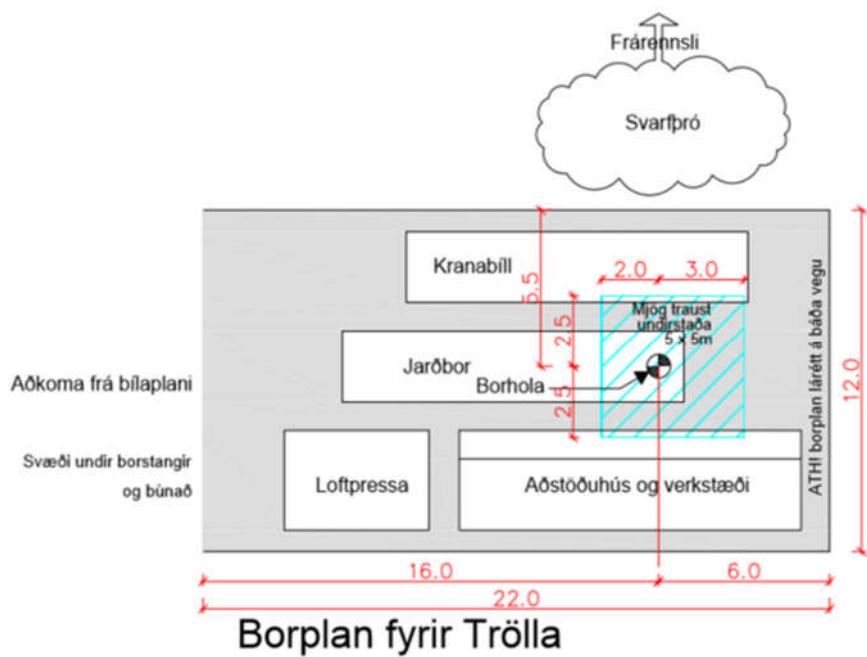 Frárennsli
Svarfþró
Kranabíll
2.0
3.0
5.5
Mjög traust
undirstaða
5 × 5m
2.5
Jarðbor
Borhola
2.5
Aðkoma frá bílaplani
Svæði undir borstangir
og búnað
Loftpressa
Aðstöðuhús og verkstæði
ATH! borplan lárétt á báða vegu
12.0
16.0
6.0
22.0
Borplan fyrir Trölla